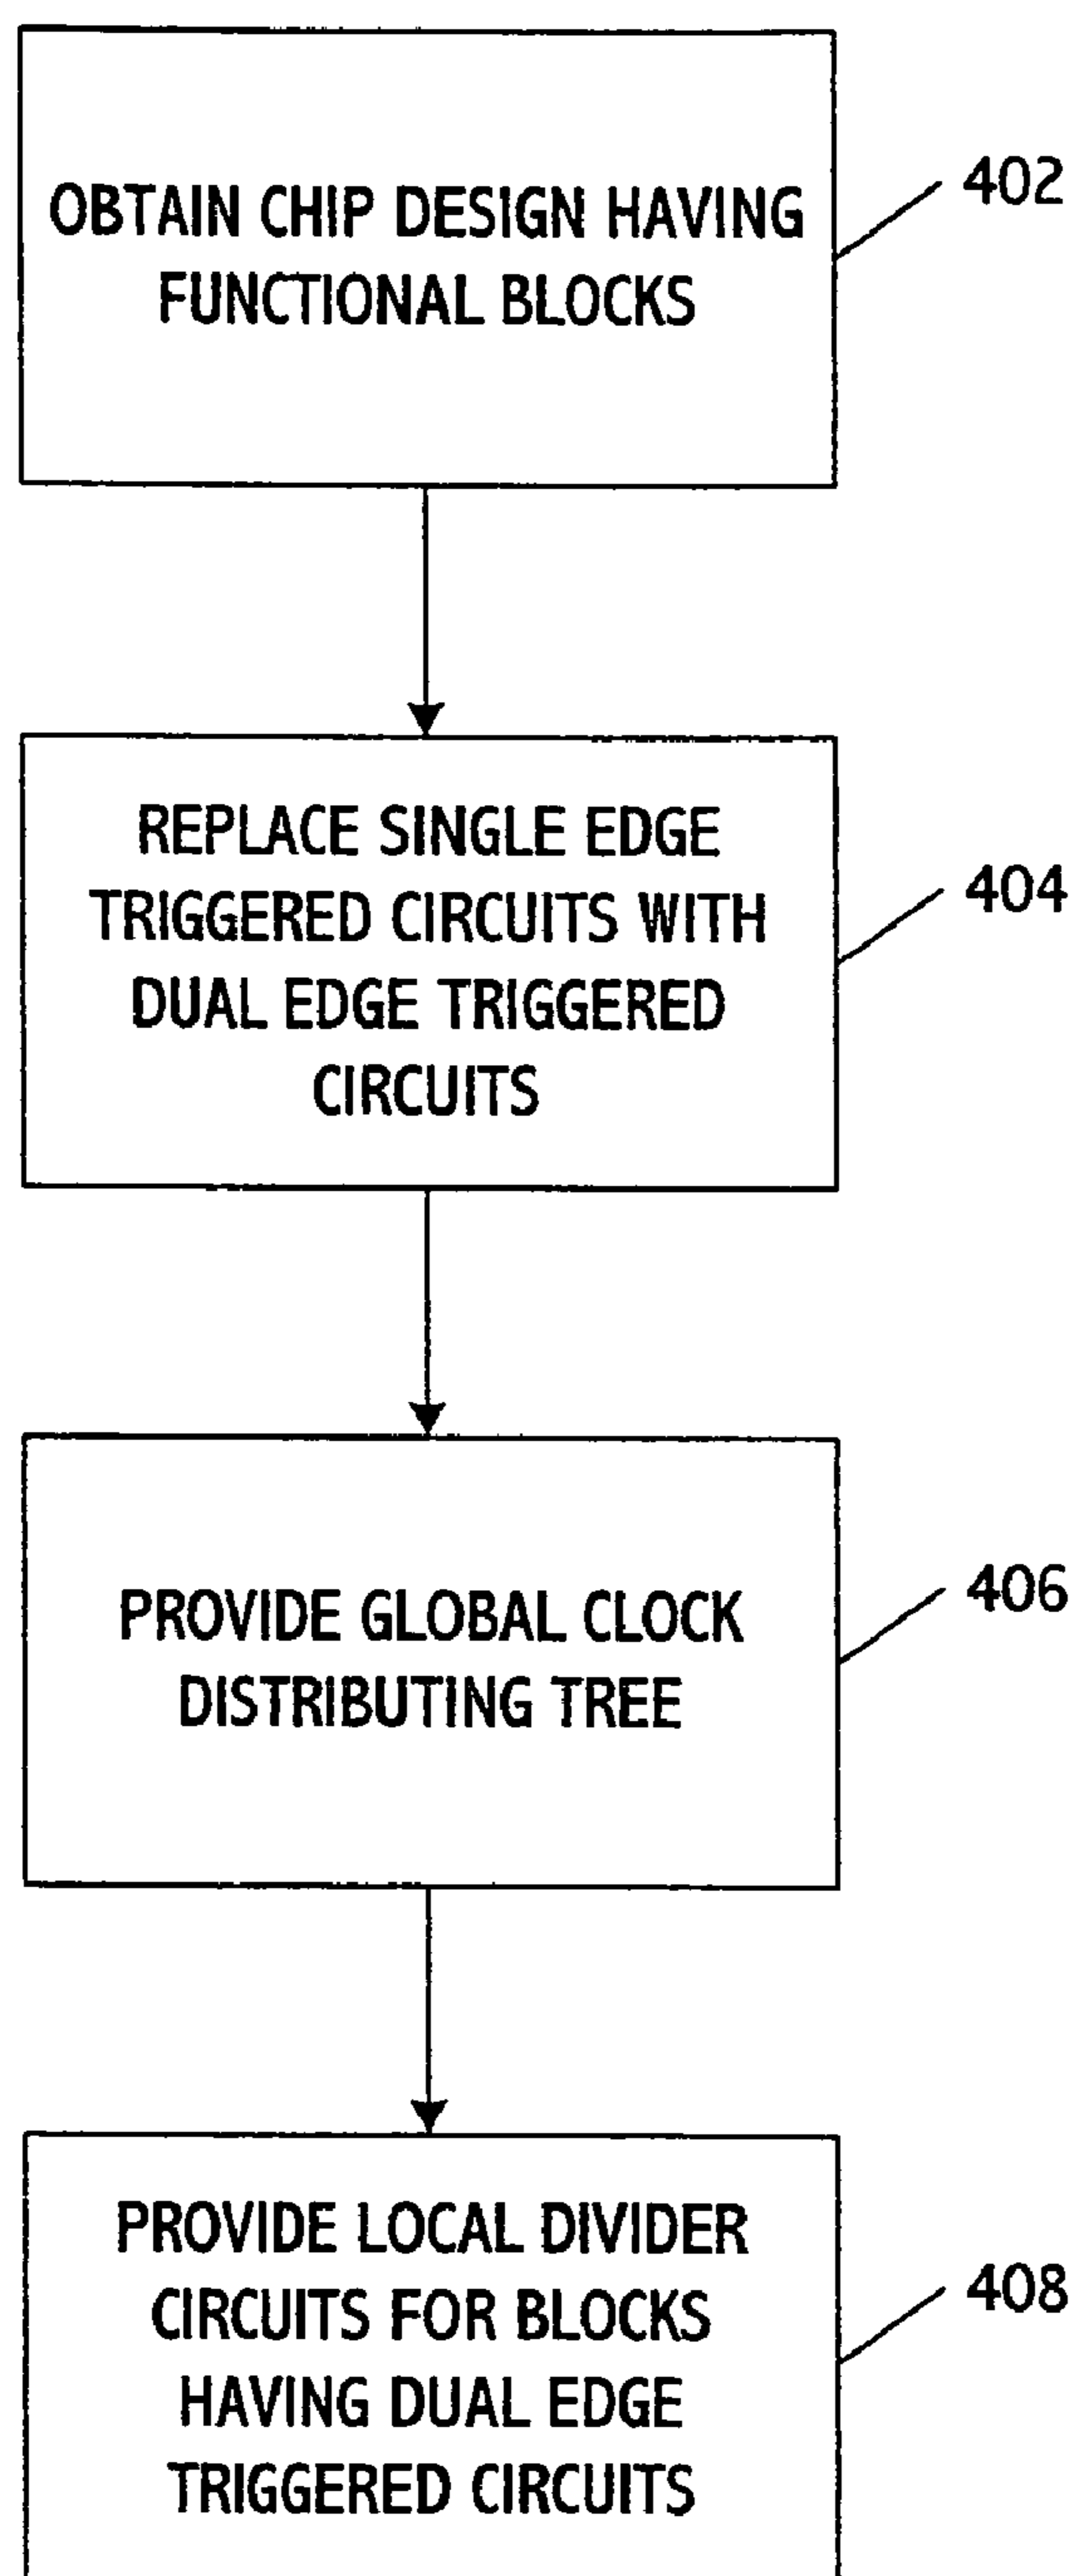 OBTAIN CHIP DESIGN HAVING
FUNCTIONAL BLOCKS
402
REPLACE SINGLE EDGE
TRIGGERED CIRCUITS WITH
DUAL EDGE TRIGGERED
CIRCUITS
404
PROVIDE GLOBAL CLOCK
DISTRIBUTING TREE
406
PROVIDE LOCAL DIVIDER
CIRCUITS FOR BLOCKS
HAVING DUAL EDGE
TRIGGERED CIRCUITS
408